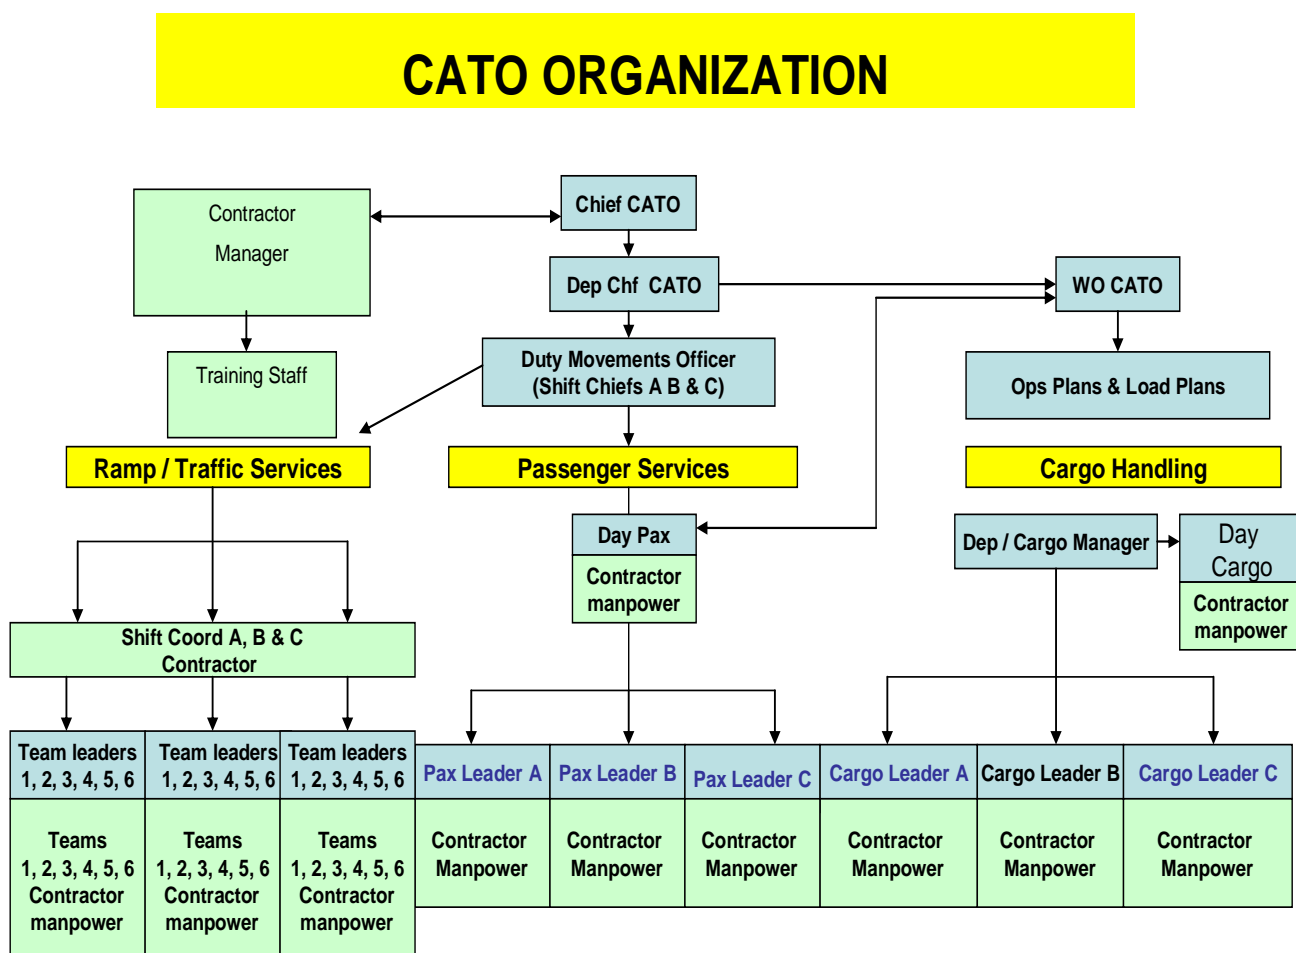 CATO ORGANIZATION
Contractor
Manager
Chief CATO
Dep Chf CATO
WO CATO
Training Staff
Duty Movements Officer
(Shift Chiefs A B & C)
Ops Plans & Load Plans
Ramp / Traffic Services
Passenger Services
Cargo Handling
Day Pax
Contractor
manpower
Dep / Cargo Manager
Day
Cargo
Contractor
manpower
Shift Coord A, B & C
Contractor
Team leaders
1, 2, 3, 4, 5, 6
Team leaders
1, 2, 3, 4, 5, 6
Team leaders
1, 2, 3, 4, 5, 6
Pax Leader A
Pax Leader B
Pax Leader C
Cargo Leader A
Cargo Leader B
Cargo Leader C
Teams
1, 2, 3, 4, 5, 6
Contractor
manpower
Teams
1, 2, 3, 4, 5, 6
Contractor
manpower
Teams
1, 2, 3, 4, 5, 6
Contractor
manpower
Contractor
Manpower
Contractor
Manpower
Contractor
Manpower
Contractor
Manpower
Contractor
Manpower
Contractor
Manpower